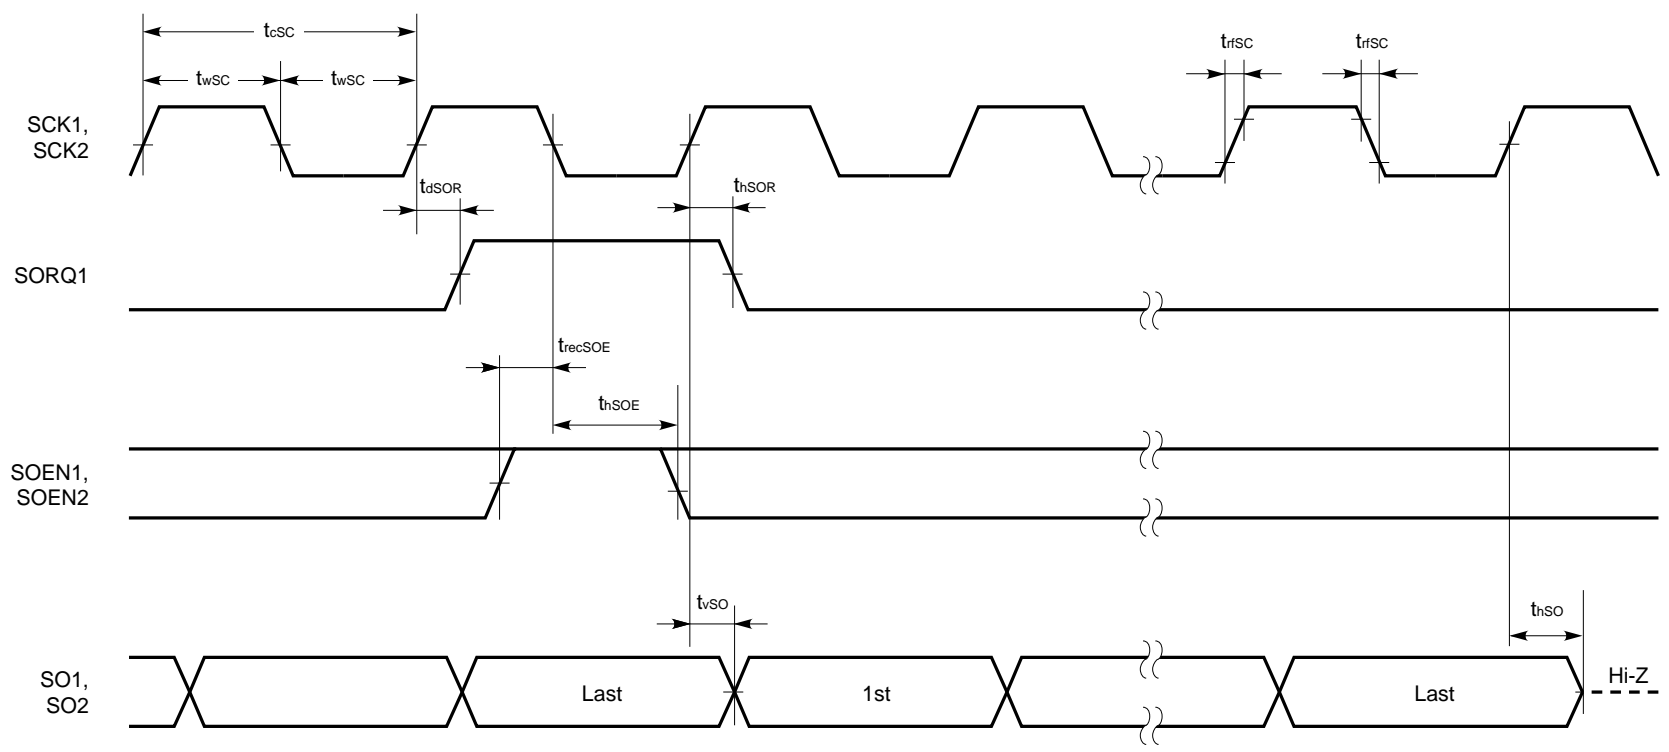 tcSC
twSC
twSC
trfSC
trfSC
SCK1,
SCK2
tdSOR
thSOR
SORQ1
trecSOE
thSOE
SOEN1,
SOEN2
tvSO
thSO
SO1,
SO2
Last
1st
Last
Hi-Z